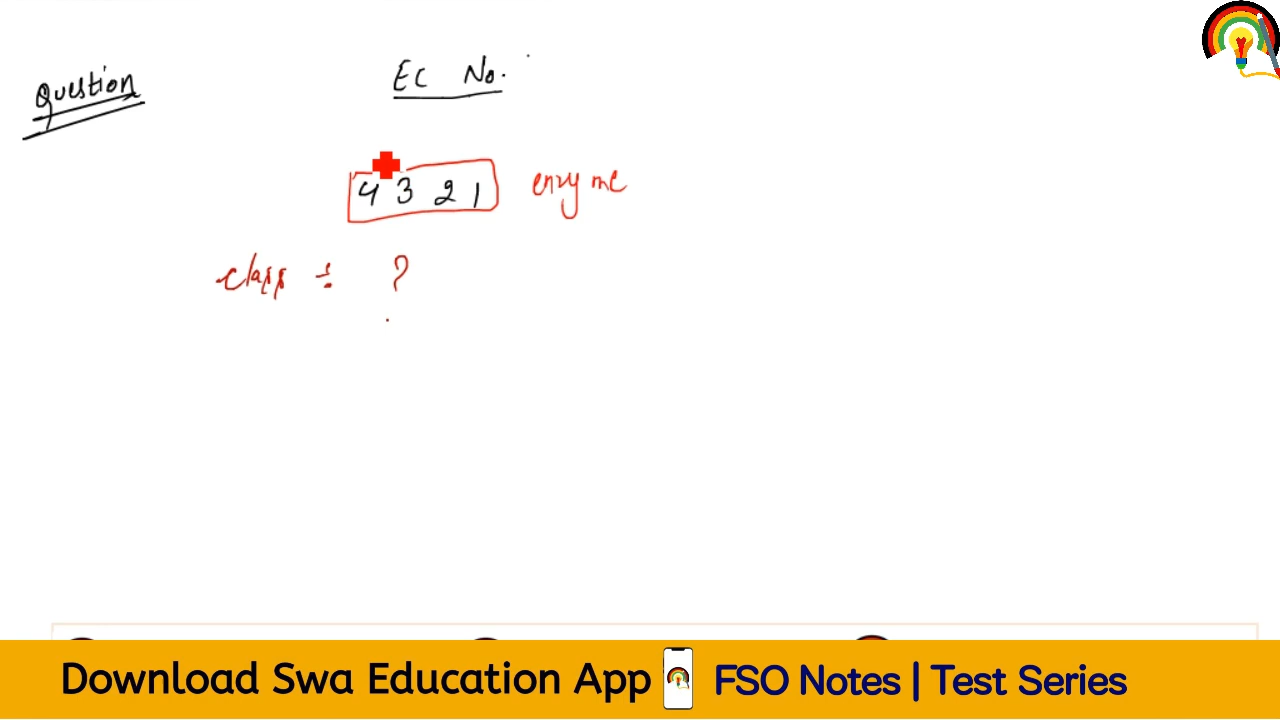 Question
EC No.
4 3 2 1 enzyme
class ÷ ?
Download Swa Education App FSO Notes | Test Series